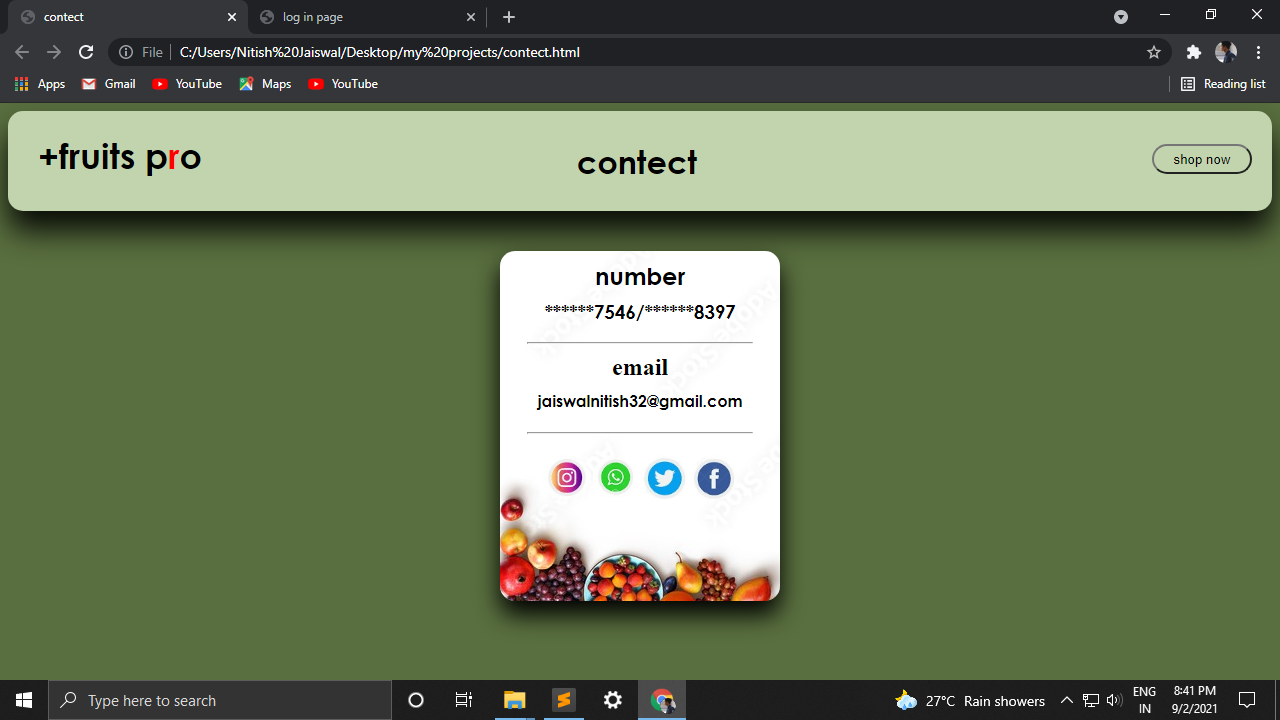 contect
log in page
File
C:/Users/Nitish%20Jaiswal/Desktop/my%20projects/contect.html
Apps
Gmail
YouTube
Maps
YouTube
Reading list
+fruits pro
contect
shop now
number
******7546/******8397
email
jaiswalnitish32@gmail.com
Type here to search
27°C Rain showers
ENG
IN
8:41 PM
9/2/2021